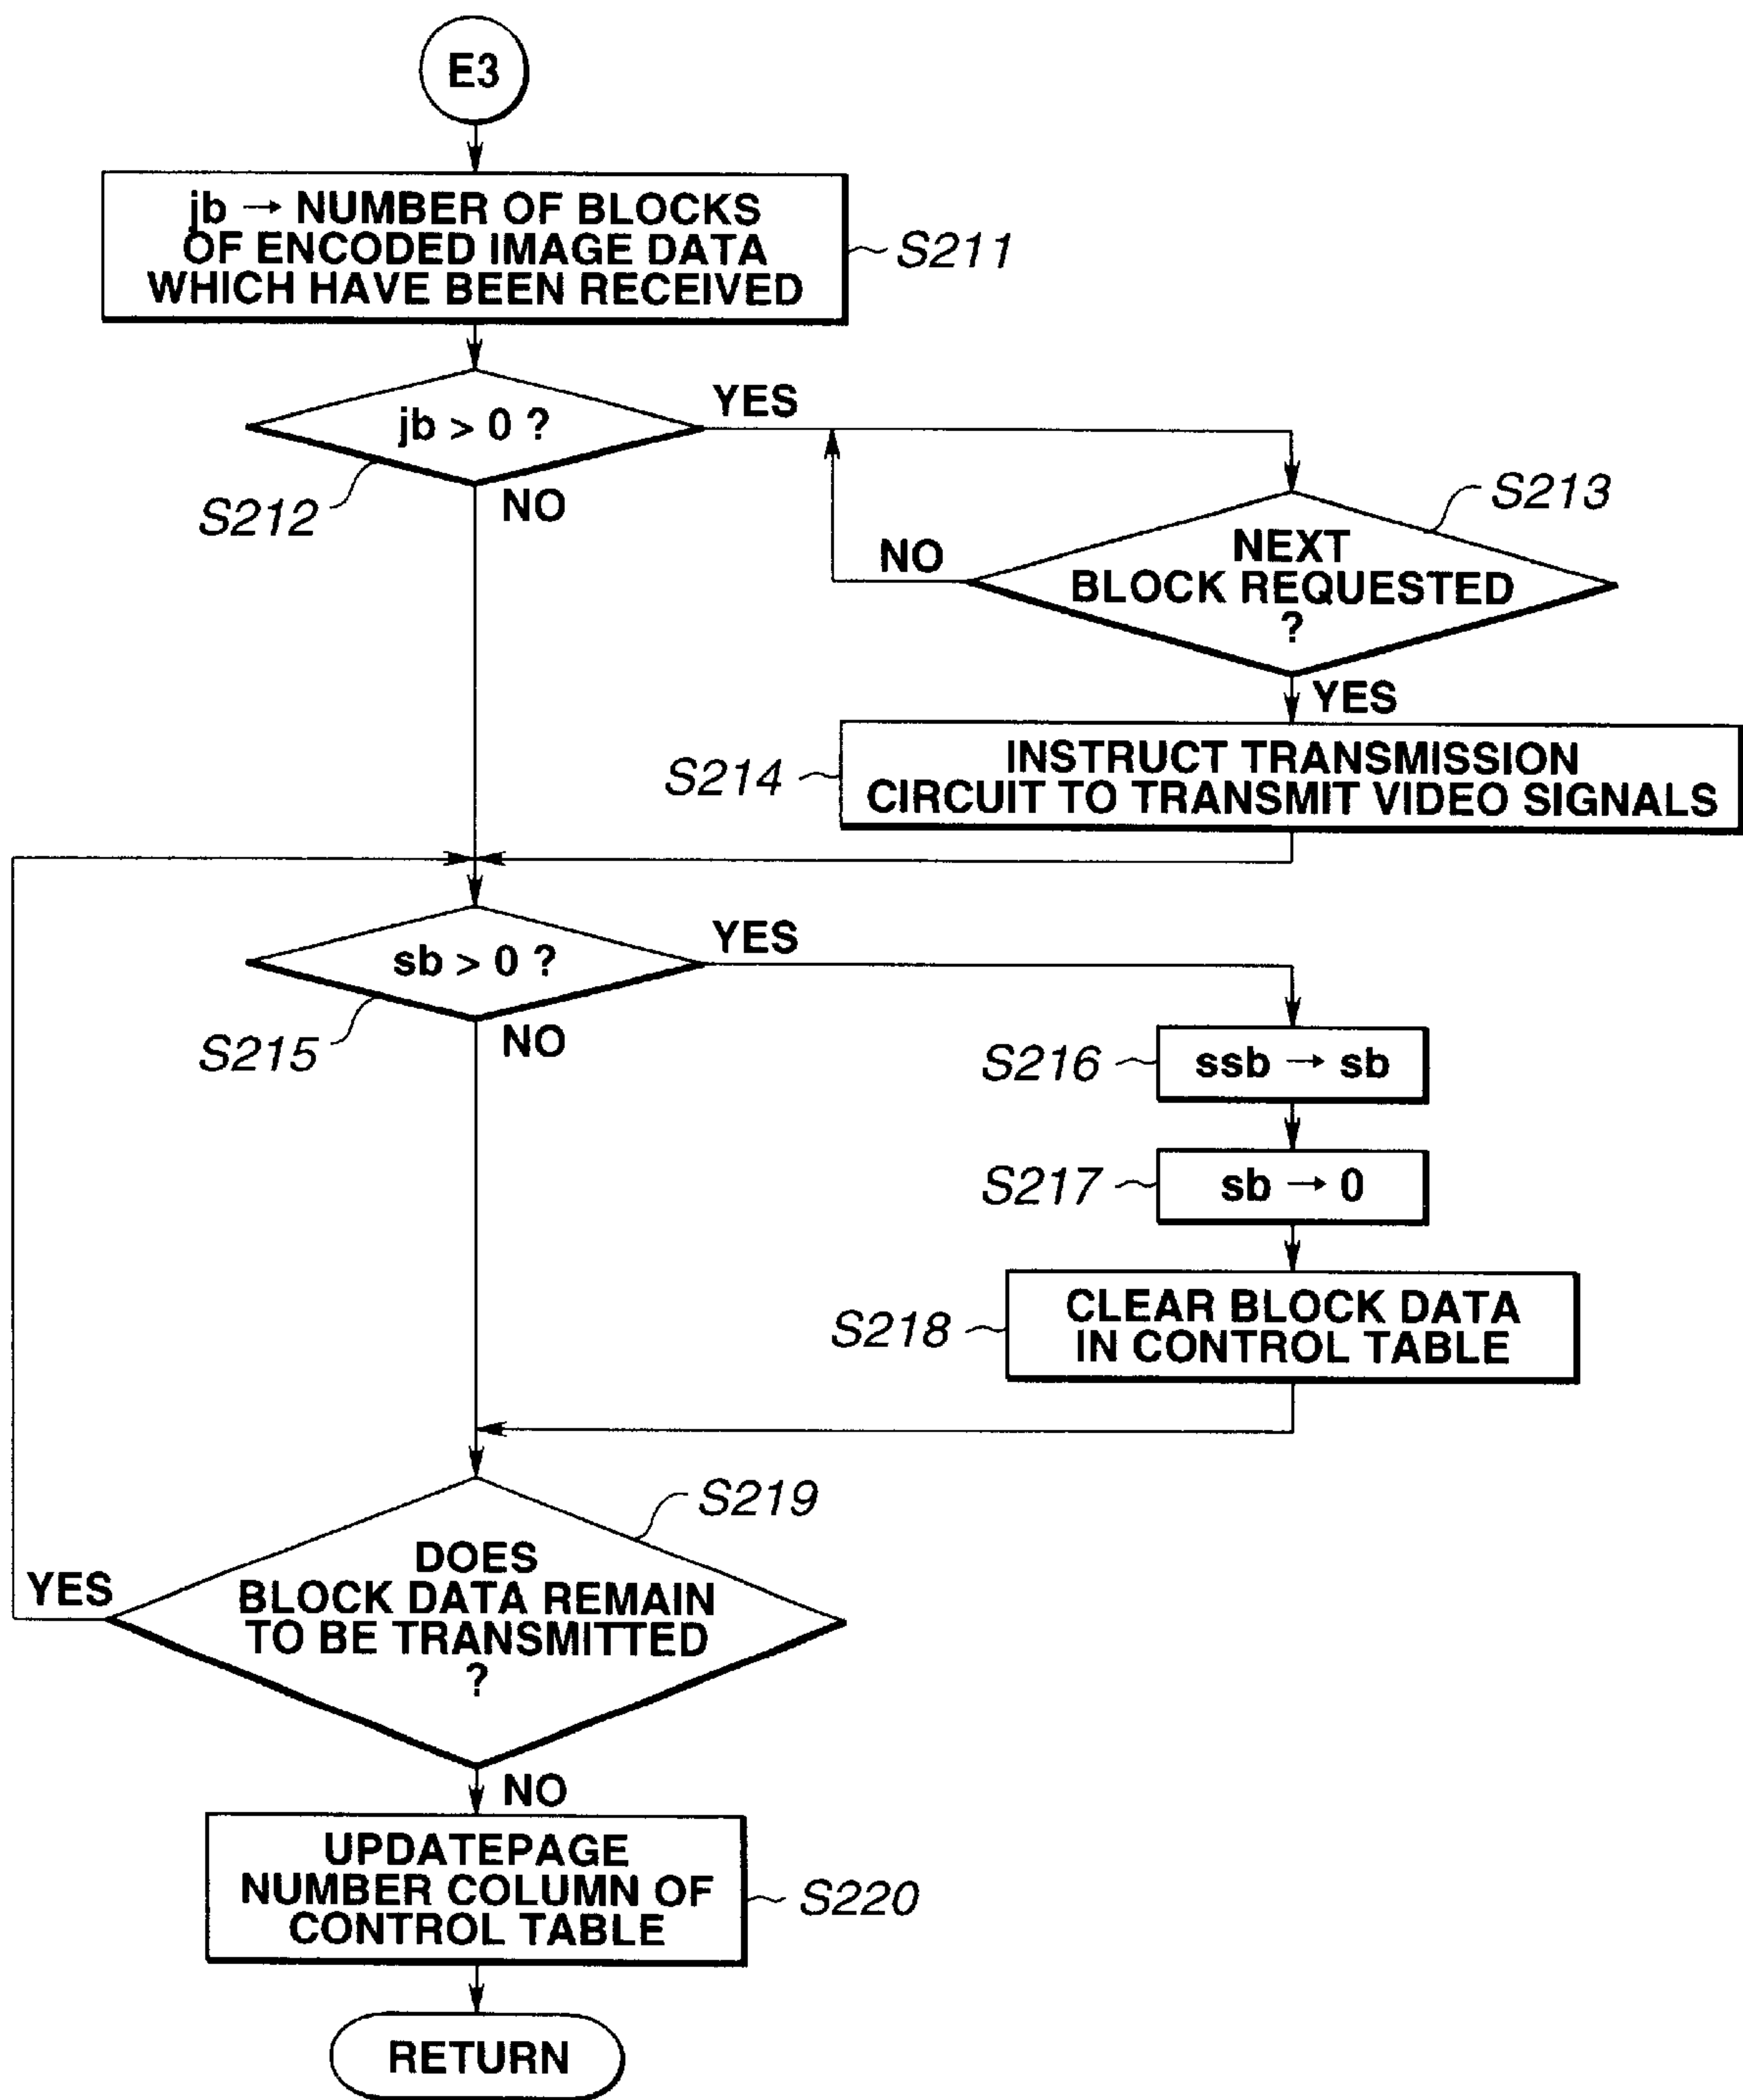 E3
jb → NUMBER OF BLOCKS
OF ENCODED IMAGE DATA
WHICH HAVE BEEN RECEIVED
S211
jb > 0 ?
YES
S212
NO
S213
NEXT
BLOCK REQUESTED
?
NO
YES
S214
INSTRUCT TRANSMISSION
CIRCUIT TO TRANSMIT VIDEO SIGNALS
sb > 0 ?
YES
S215
NO
S216
ssb → sb
S217
sb → 0
S218
CLEAR BLOCK DATA
IN CONTROL TABLE
S219
DOES
BLOCK DATA REMAIN
TO BE TRANSMITTED
?
YES
NO
UPDATEPAGE
NUMBER COLUMN OF
CONTROL TABLE
S220
RETURN